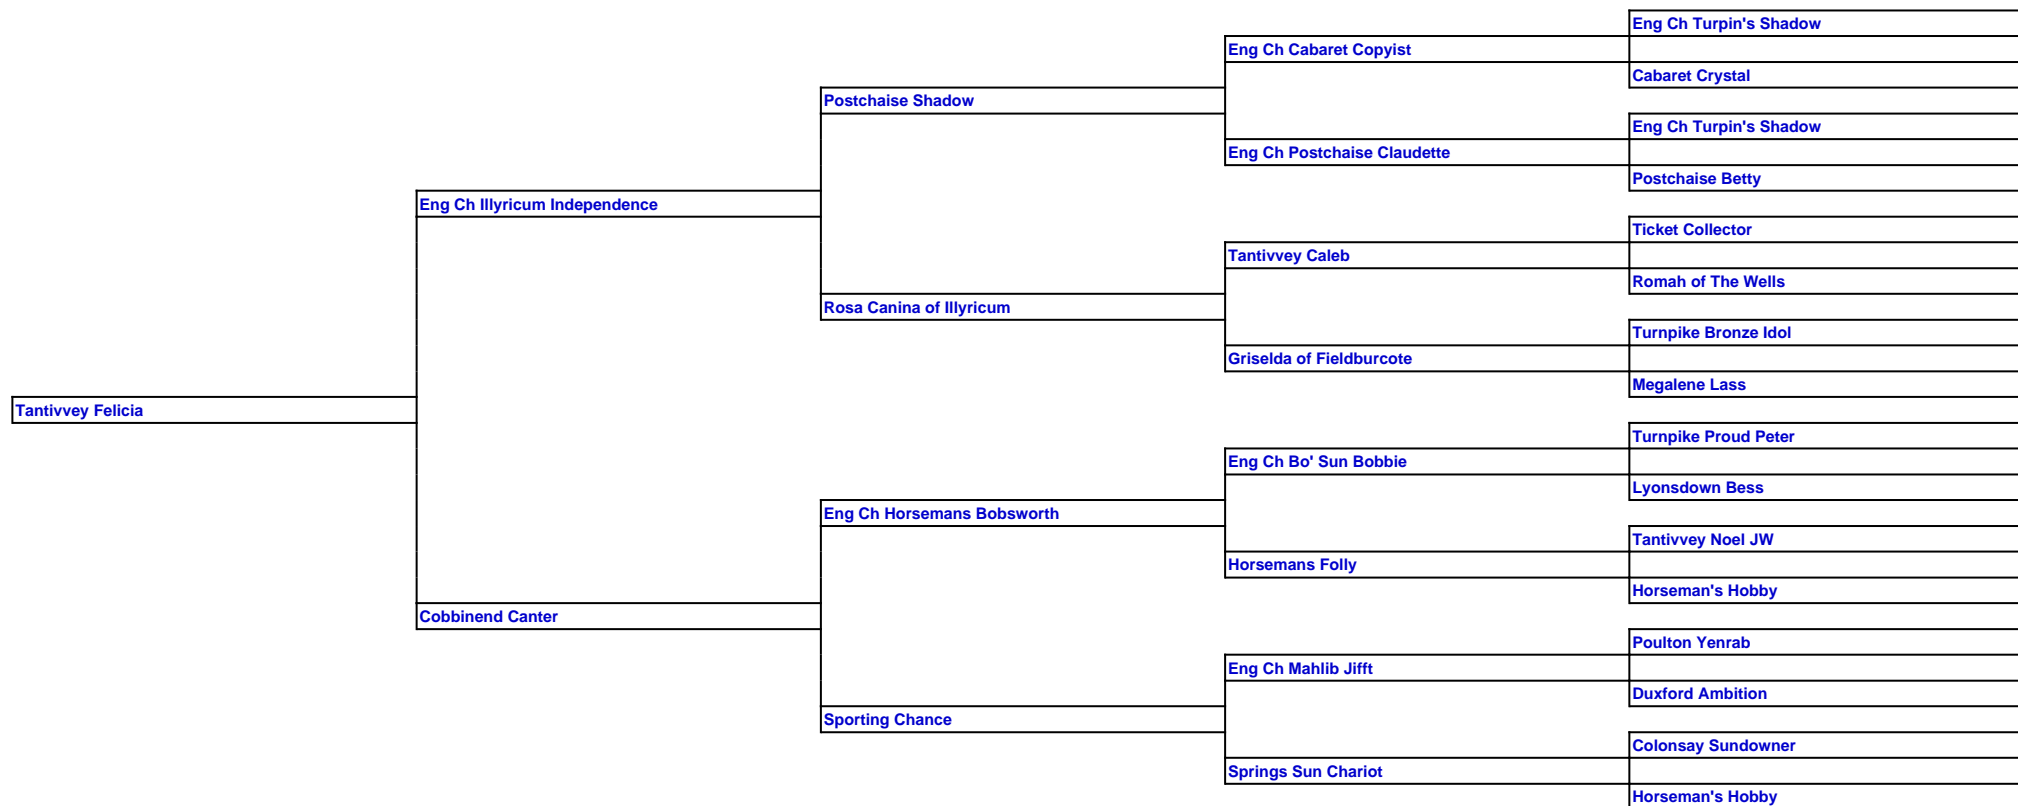 Eng Ch Turpin's Shadow
Eng Ch Cabaret Copyist
Cabaret Crystal
Postchaise Shadow
Eng Ch Turpin's Shadow
Eng Ch Postchaise Claudette
Postchaise Betty
Eng Ch Illyricum Independence
Ticket Collector
Tantivvey Caleb
Romah of The Wells
Rosa Canina of Illyricum
Turnpike Bronze Idol
Griselda of Fieldburcote
Megalene Lass
Tantivvey Felicia
Turnpike Proud Peter
Eng Ch Bo' Sun Bobbie
Lyonsdown Bess
Eng Ch Horsemans Bobsworth
Tantivvey Noel JW
Horsemans Folly
Horseman's Hobby
Cobbinend Canter
Poulton Yenrab
Eng Ch Mahlib Jifft
Duxford Ambition
Sporting Chance
Colonsay Sundowner
Springs Sun Chariot
Horseman's Hobby